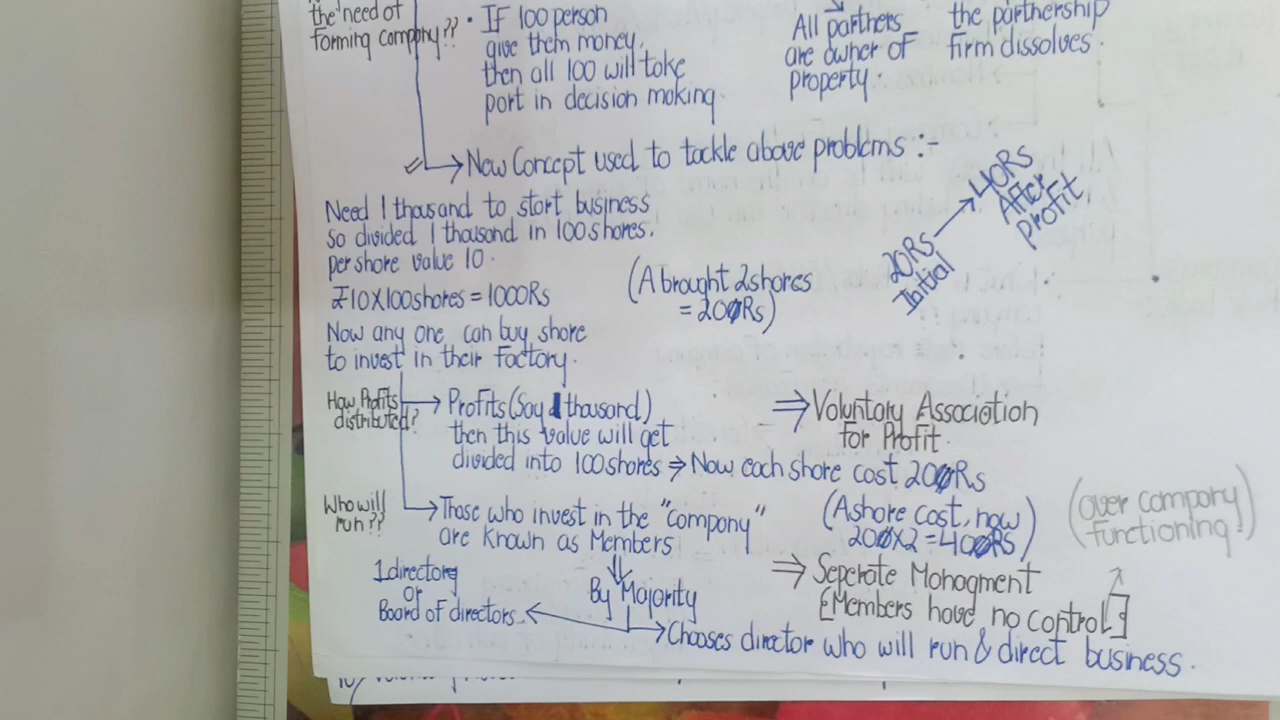 the need of
forming company??
• If 100 person
give them money,
then all 100 will take
part in decision making.
All partners
are owner of
property.
the partnership
firm dissolves.
→ New Concept used to tackle above problems :-
Need 1 thousand to start business
so divided 1 thousand in 100 shares.
per share value 10.
₹10X100 shares = 1000Rs
(A brought 2 shares
= 20Rs)
20RS → 40RS
Initial
After
profit
Now any one can buy share
to invest in their factory.
How Profits
distributed?
→ Profits (Say 1 thousand)
then this value will get
divided into 100 shares ⇒ Now each share cost 20Rs
⇒ Voluntary Association
for Profit.
Who will
run??
→ Those who invest in the "company"
are known as Members
(A share cost, now
20X2 = 40Rs)
(over company
functioning)
⇒ Seperate Managment
[Members have no control.]
By Majority
1 director
or
Board of directors.
→ Chooses director who will run & direct business.